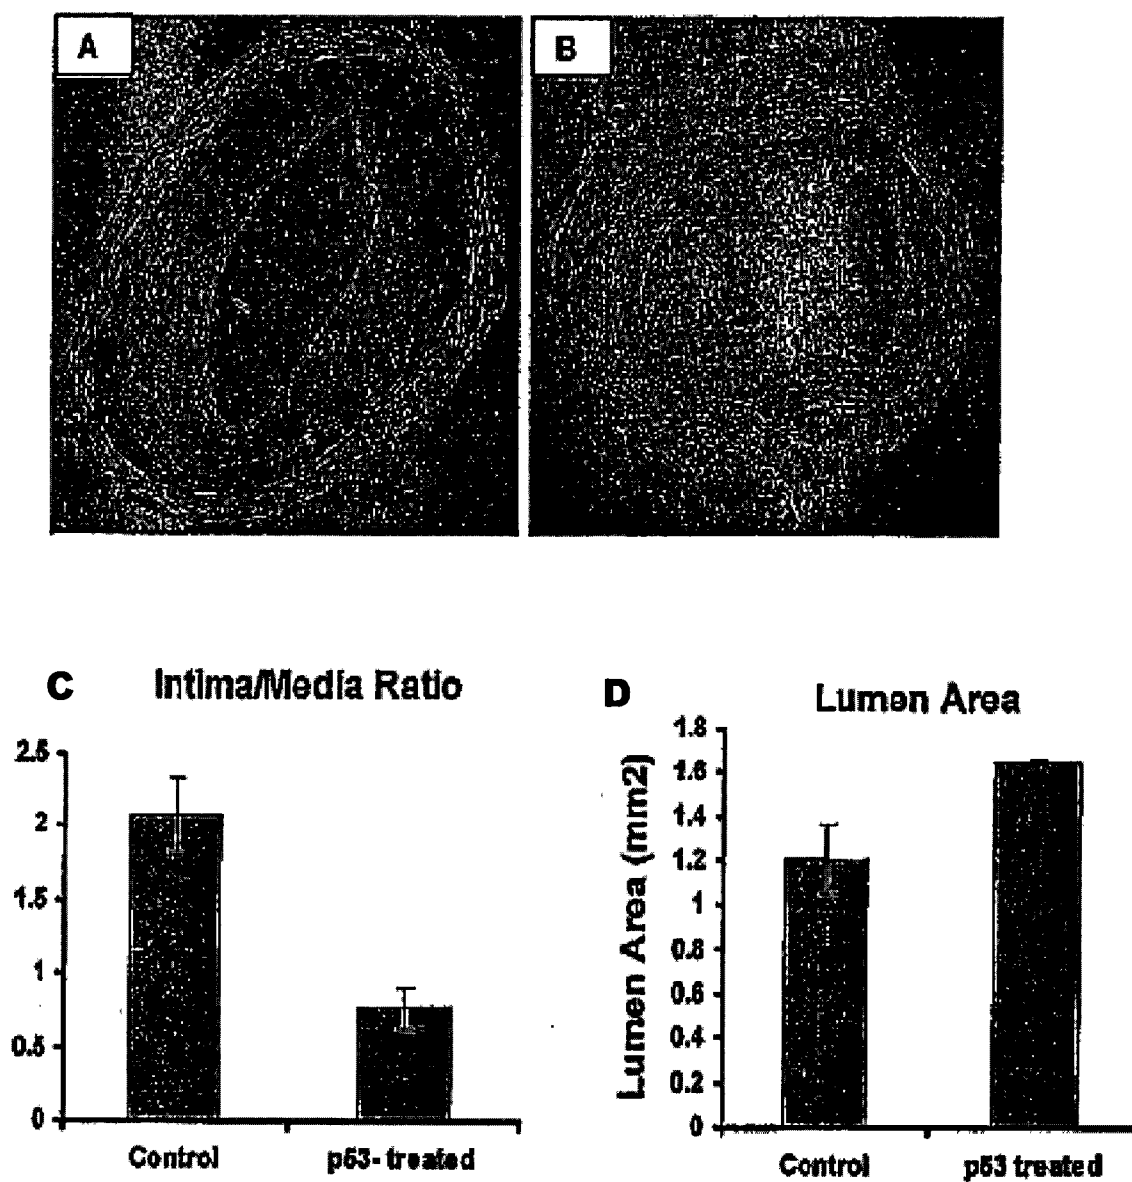 A
B
C Intima/Media Ratio
2.5
2
1.5
1
0.5
0
Control
p53- treated
D Lumen Area
Lumen Area (mm2)
1.8
1.6
1.4
1.2
1
0.8
0.6
0.4
0.2
0
Control
p53 treated